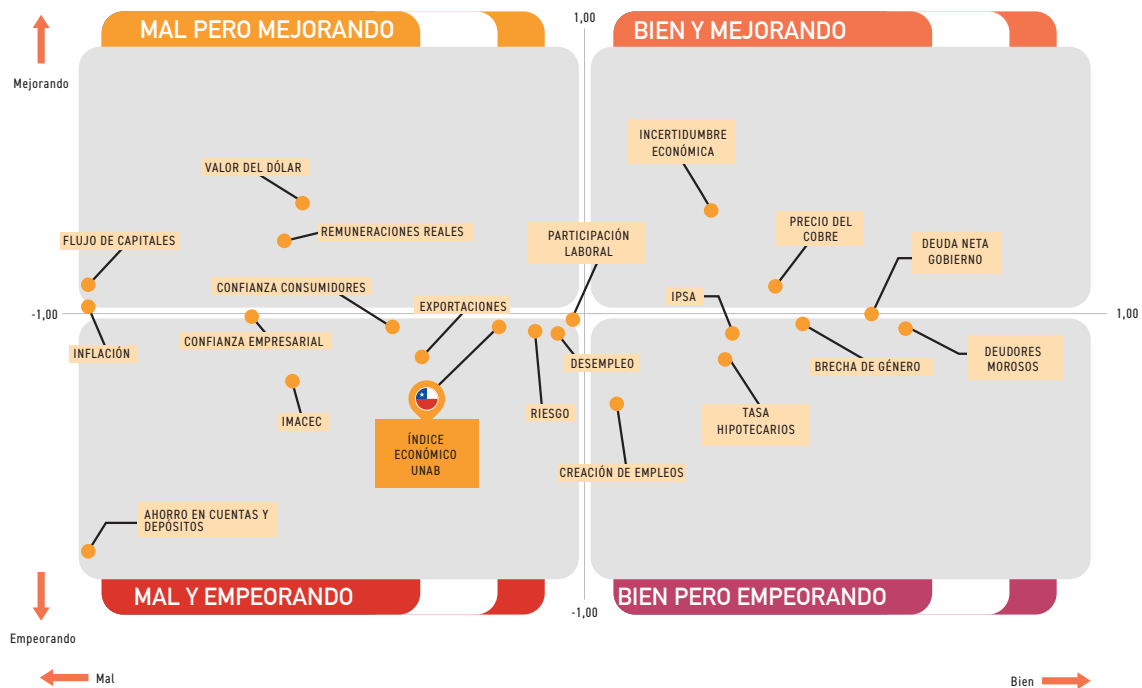 MAL PERO MEJORANDO
1,00
BIEN Y MEJORANDO
Mejorando
INCERTIDUMBRE
ECONÓMICA
VALOR DEL DÓLAR
PRECIO DEL
COBRE
REMUNERACIONES REALES
PARTICIPACIÓN
LABORAL
FLUJO DE CAPITALES
DEUDA NETA
GOBIERNO
CONFIANZA CONSUMIDORES
EXPORTACIONES
IPSA
-1,00
1,00
CONFIANZA EMPRESARIAL
INFLACIÓN
DESEMPLEO
BRECHA DE GÉNERO
DEUDORES
MOROSOS
IMACEC
RIESGO
TASA
HIPOTECARIOS
ÍNDICE
ECONÓMICO
UNAB
CREACIÓN DE EMPLEOS
AHORRO EN CUENTAS Y
DEPÓSITOS
MAL Y EMPEORANDO
BIEN PERO EMPEORANDO
-1,00
Empeorando
Mal
Bien